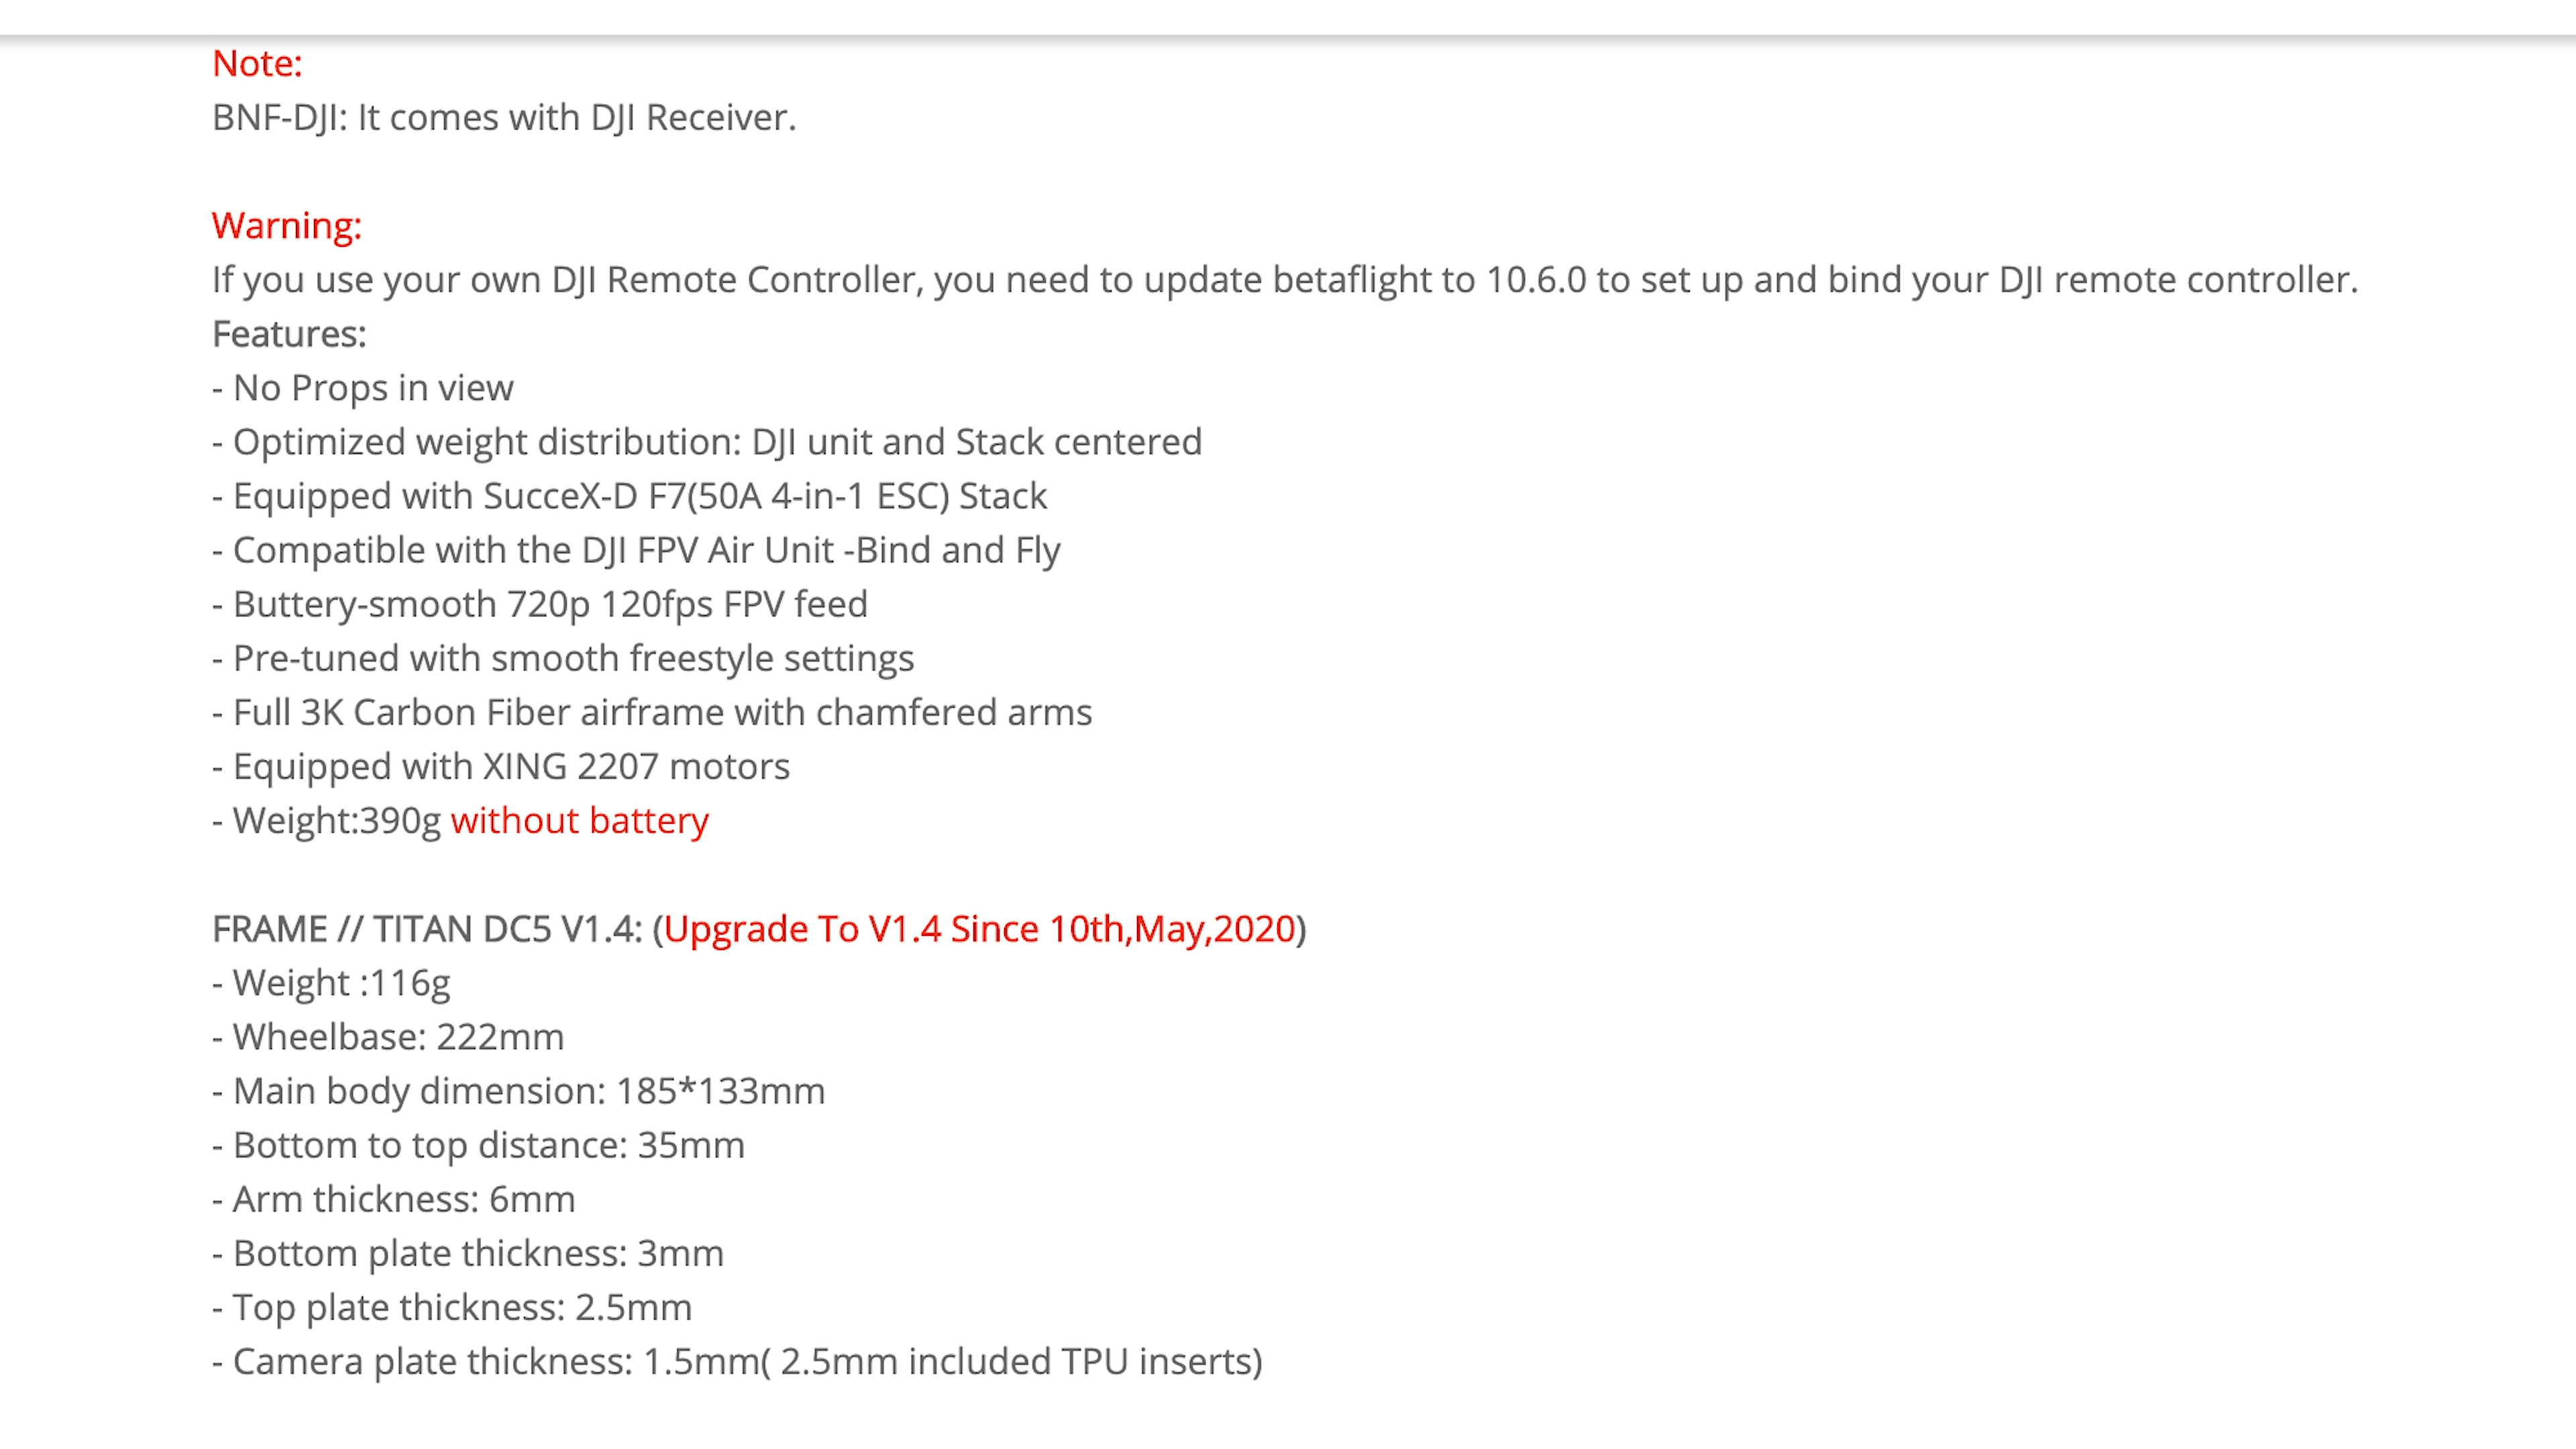 Note:
BNF-DJI: It comes with DJI Receiver.
Warning:
If you use your own DJI Remote Controller, you need to update betaflight to 10.6.0 to set up and bind your DJI remote controller.
Features:
- No Props in view
- Optimized weight distribution: DJI unit and Stack centered
- Equipped with SucceX-D F7(50A 4-in-1 ESC) Stack
- Compatible with the DJI FPV Air Unit -Bind and Fly
- Buttery-smooth 720p 120fps FPV feed
- Pre-tuned with smooth freestyle settings
- Full 3K Carbon Fiber airframe with chamfered arms
- Equipped with XING 2207 motors
- Weight:390g without battery
FRAME // TITAN DC5 V1.4: (Upgrade To V1.4 Since 10th,May,2020)
- Weight :116g
- Wheelbase: 222mm
- Main body dimension: 185*133mm
- Bottom to top distance: 35mm
- Arm thickness: 6mm
- Bottom plate thickness: 3mm
- Top plate thickness: 2.5mm
- Camera plate thickness: 1.5mm( 2.5mm included TPU inserts)